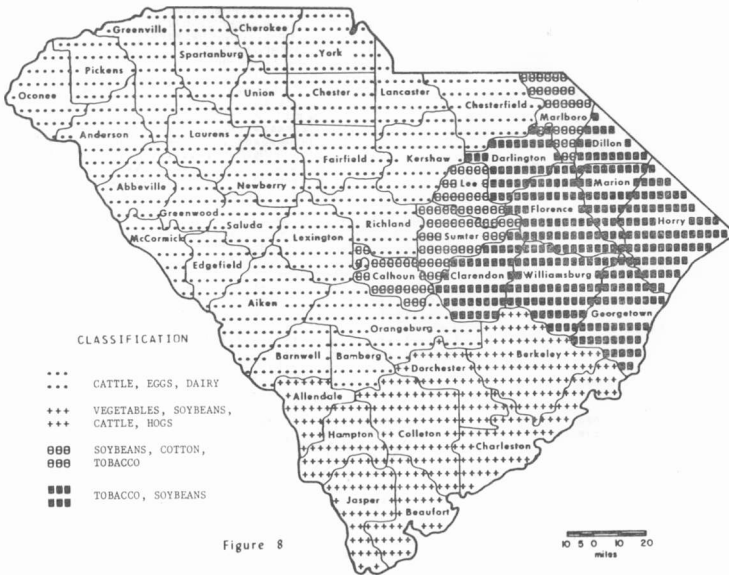 Greenville
Cherokee
Spartanburg
York
Pickens
Oconee
Union
Chester
Lancaster
Chesterfield
Marlboro
Anderson
Laurens
Dillon
Darlington
Fairfield
Kershaw
Abbeville
Newberry
Lee
Marion
Greenwood
Florence
Saluda
Horry
McCormick
Lexington
Richland
Sumter
Edgefield
Calhoun
Clarendon
Williamsburg
Aiken
Georgetown
Orangeburg
CLASSIFICATION
Barnwell
Bamberg
Berkeley
Dorchester
CATTLE, EGGS, DAIRY
Allendale
VEGETABLES, SOYBEANS,
CATTLE, HOGS
Hampton
Colleton
Charleston
SOYBEANS, COTTON,
TOBACCO
TOBACCO, SOYBEANS
Jasper
Beaufort
Figure 8
10 5 0 10 20
miles